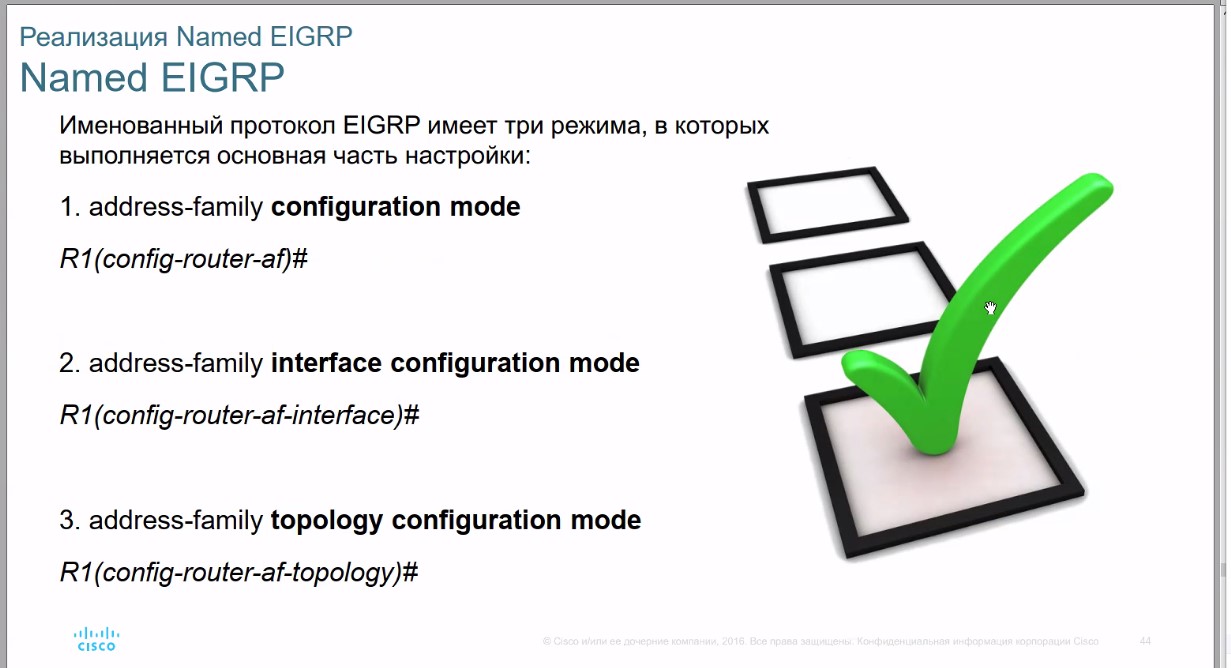 Реализация Named EIGRP
Named EIGRP
Именованный протокол EIGRP имеет три режима, в которых
выполняется основная часть настройки:
1. address-family configuration mode
R1(config-router-af)#
2. address-family interface configuration mode
R1(config-router-af-interface)#
3. address-family topology configuration mode
R1(config-router-af-topology)#
CISCO
© Cisco и/или ее дочерние компании, 2016. Все права защищены. Конфиденциальная информация корпорации Cisco
44